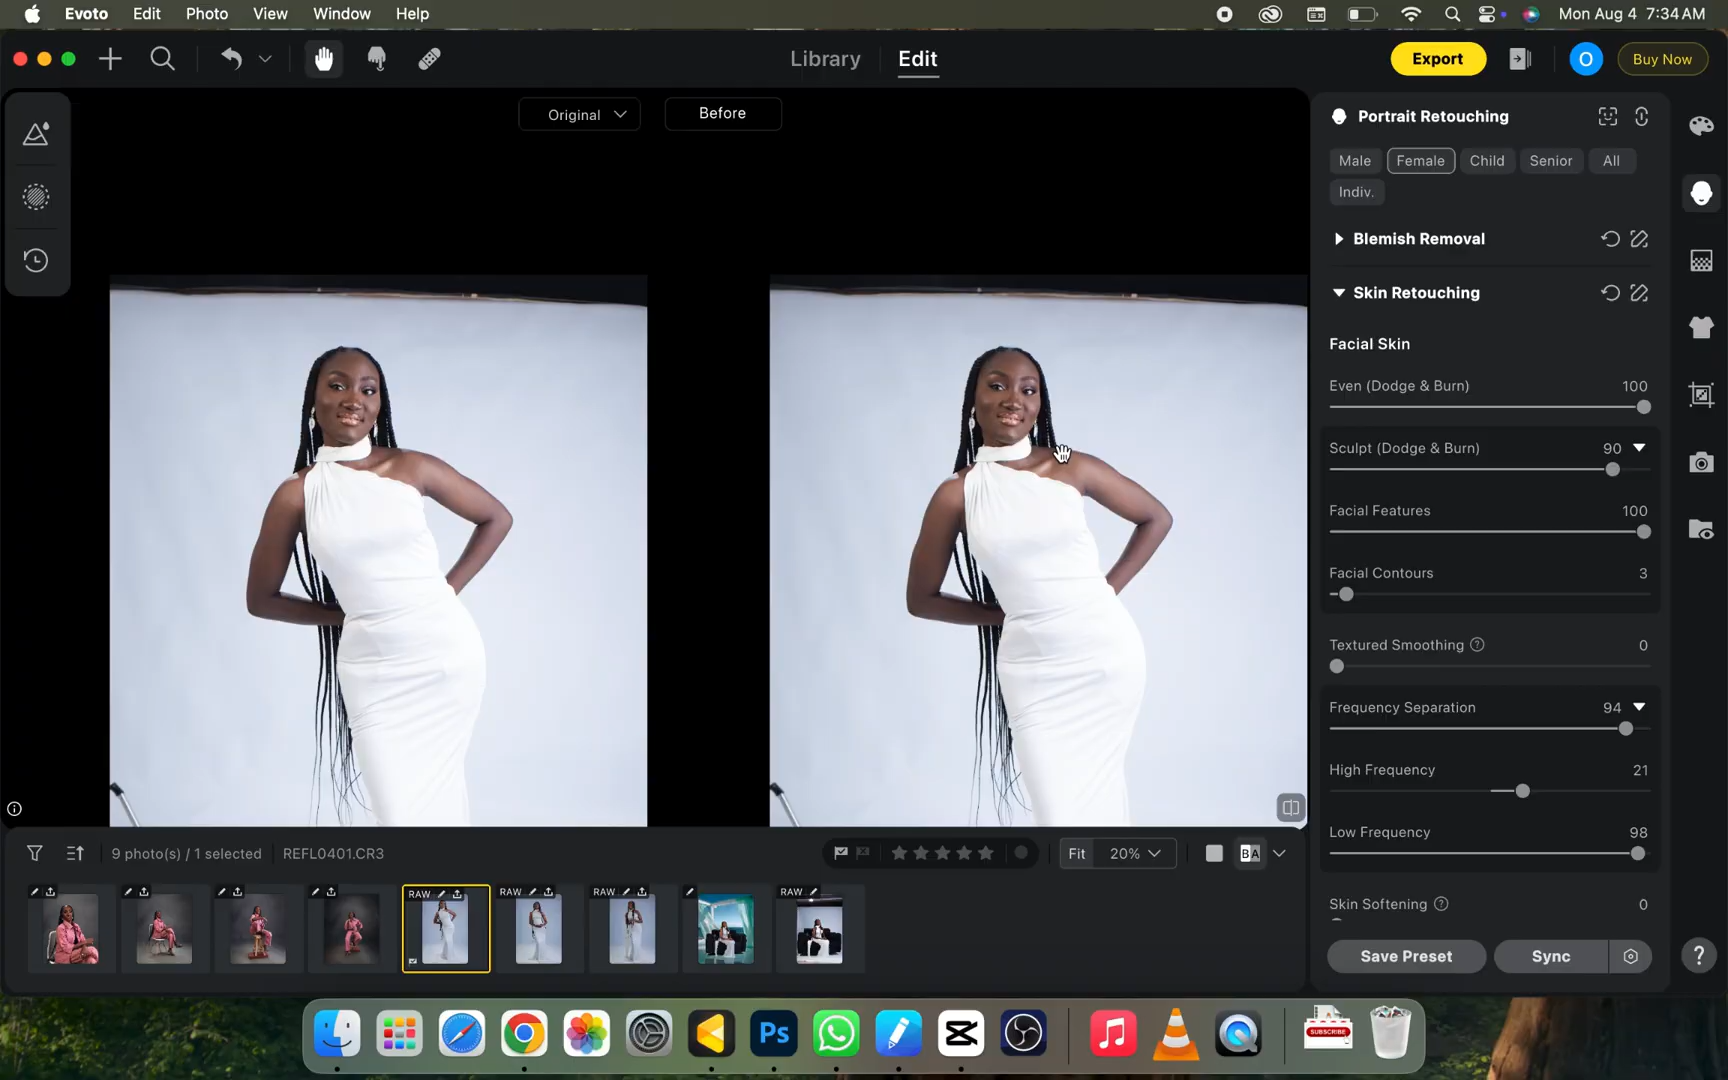 Evoto Edit Photo View Window Help Mon Aug 4 7:34 AM
Library Edit Export O Buy Now
Original Before
Portrait Retouching
Male Female Child Senior All
Indiv.
Blemish Removal
Skin Retouching
Facial Skin
Even (Dodge & Burn) 100
Sculpt (Dodge & Burn) 90
Facial Features 100
Facial Contours 3
Textured Smoothing ? 0
Frequency Separation 94
High Frequency 21
Low Frequency 98
Skin Softening ? 0
Save Preset Sync ?
9 photo(s) / 1 selected REFL0401.CR3 Fit 20% BA
RAW RAW RAW RAW
Ps SUBSCRIBE